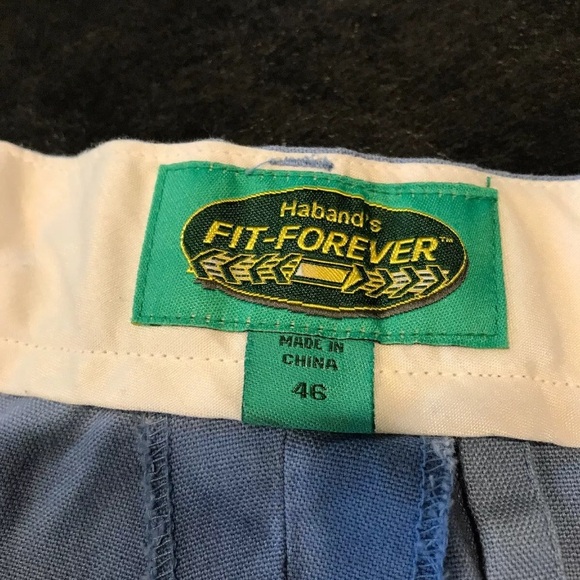 Haband's
FIT-FOREVER™
MADE IN
CHINA
46